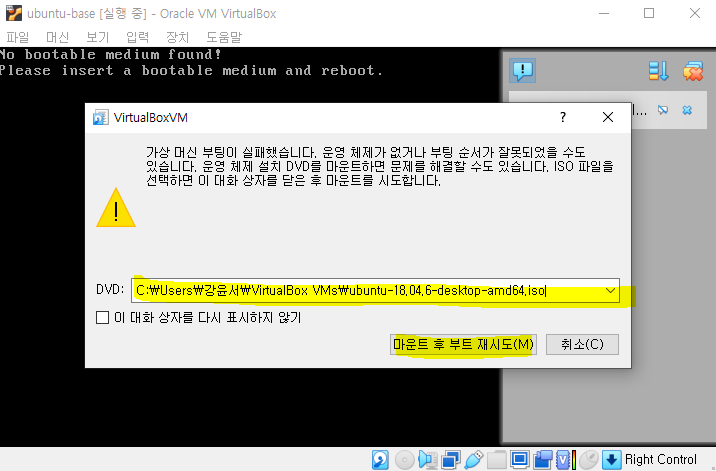 ubuntu-base [실행 중] - Oracle VM VirtualBox
파일 머신 보기 입력 장치 도움말
No bootable medium found!
Please insert a bootable medium and reboot.
l...
VirtualBoxVM
?
가상 머신 부팅이 실패했습니다. 운영 체제가 없거나 부팅 순서가 잘못되었을 수도
있습니다. 운영 체제 설치 DVD를 마운트하면 문제를 해결할 수도 있습니다. ISO 파일을
선택하면 이 대화 상자를 닫은 후 마운트를 시도합니다.
DVD: C:₩Users₩강윤서₩VirtualBox VMs₩ubuntu-18.04.6-desktop-amd64.iso
이 대화 상자를 다시 표시하지 않기
마운트 후 부트 재시도(M) 취소(C)
Right Control